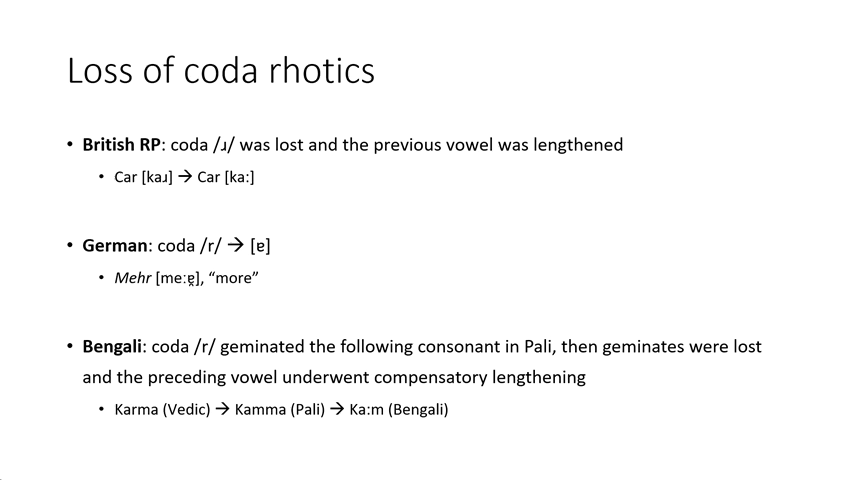 Loss of coda rhotics
• British RP: coda /ɹ/ was lost and the previous vowel was lengthened
• Car [kaɹ] → Car [ka:]
• German: coda /r/ → [ɐ]
• Mehr [me:ɐ̯], “more”
• Bengali: coda /r/ geminated the following consonant in Pali, then geminates were lost
and the preceding vowel underwent compensatory lengthening
• Karma (Vedic) → Kamma (Pali) → Ka:m (Bengali)